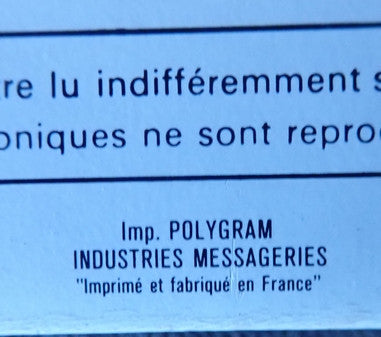 re lu indifféremment s
oniques ne sont repro
Imp. POLYGRAM
INDUSTRIES MESSAGERIES
"Imprimé et fabriqué en France"